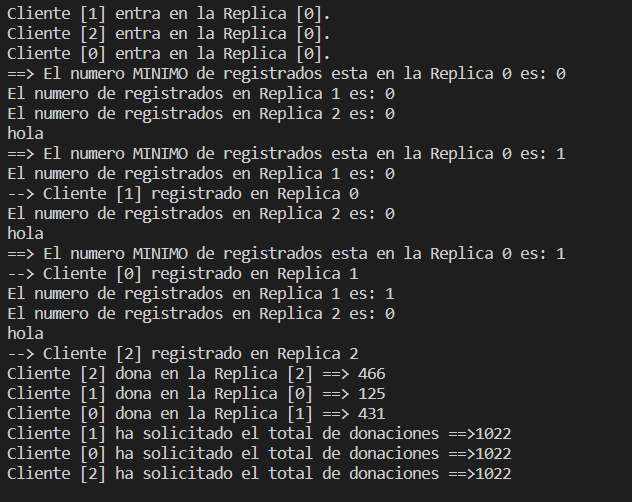 Cliente [1] entra en la Replica [0].
Cliente [2] entra en la Replica [0].
Cliente [0] entra en la Replica [0].
==> El numero MINIMO de registrados esta en la Replica 0 es: 0
El numero de registrados en Replica 1 es: 0
El numero de registrados en Replica 2 es: 0
hola
==> El numero MINIMO de registrados esta en la Replica 0 es: 1
El numero de registrados en Replica 1 es: 0
--> Cliente [1] registrado en Replica 0
El numero de registrados en Replica 2 es: 0
hola
==> El numero MINIMO de registrados esta en la Replica 0 es: 1
--> Cliente [0] registrado en Replica 1
El numero de registrados en Replica 1 es: 1
El numero de registrados en Replica 2 es: 0
hola
--> Cliente [2] registrado en Replica 2
Cliente [2] dona en la Replica [2] ==> 466
Cliente [1] dona en la Replica [0] ==> 125
Cliente [0] dona en la Replica [1] ==> 431
Cliente [1] ha solicitado el total de donaciones ==>1022
Cliente [0] ha solicitado el total de donaciones ==>1022
Cliente [2] ha solicitado el total de donaciones ==>1022